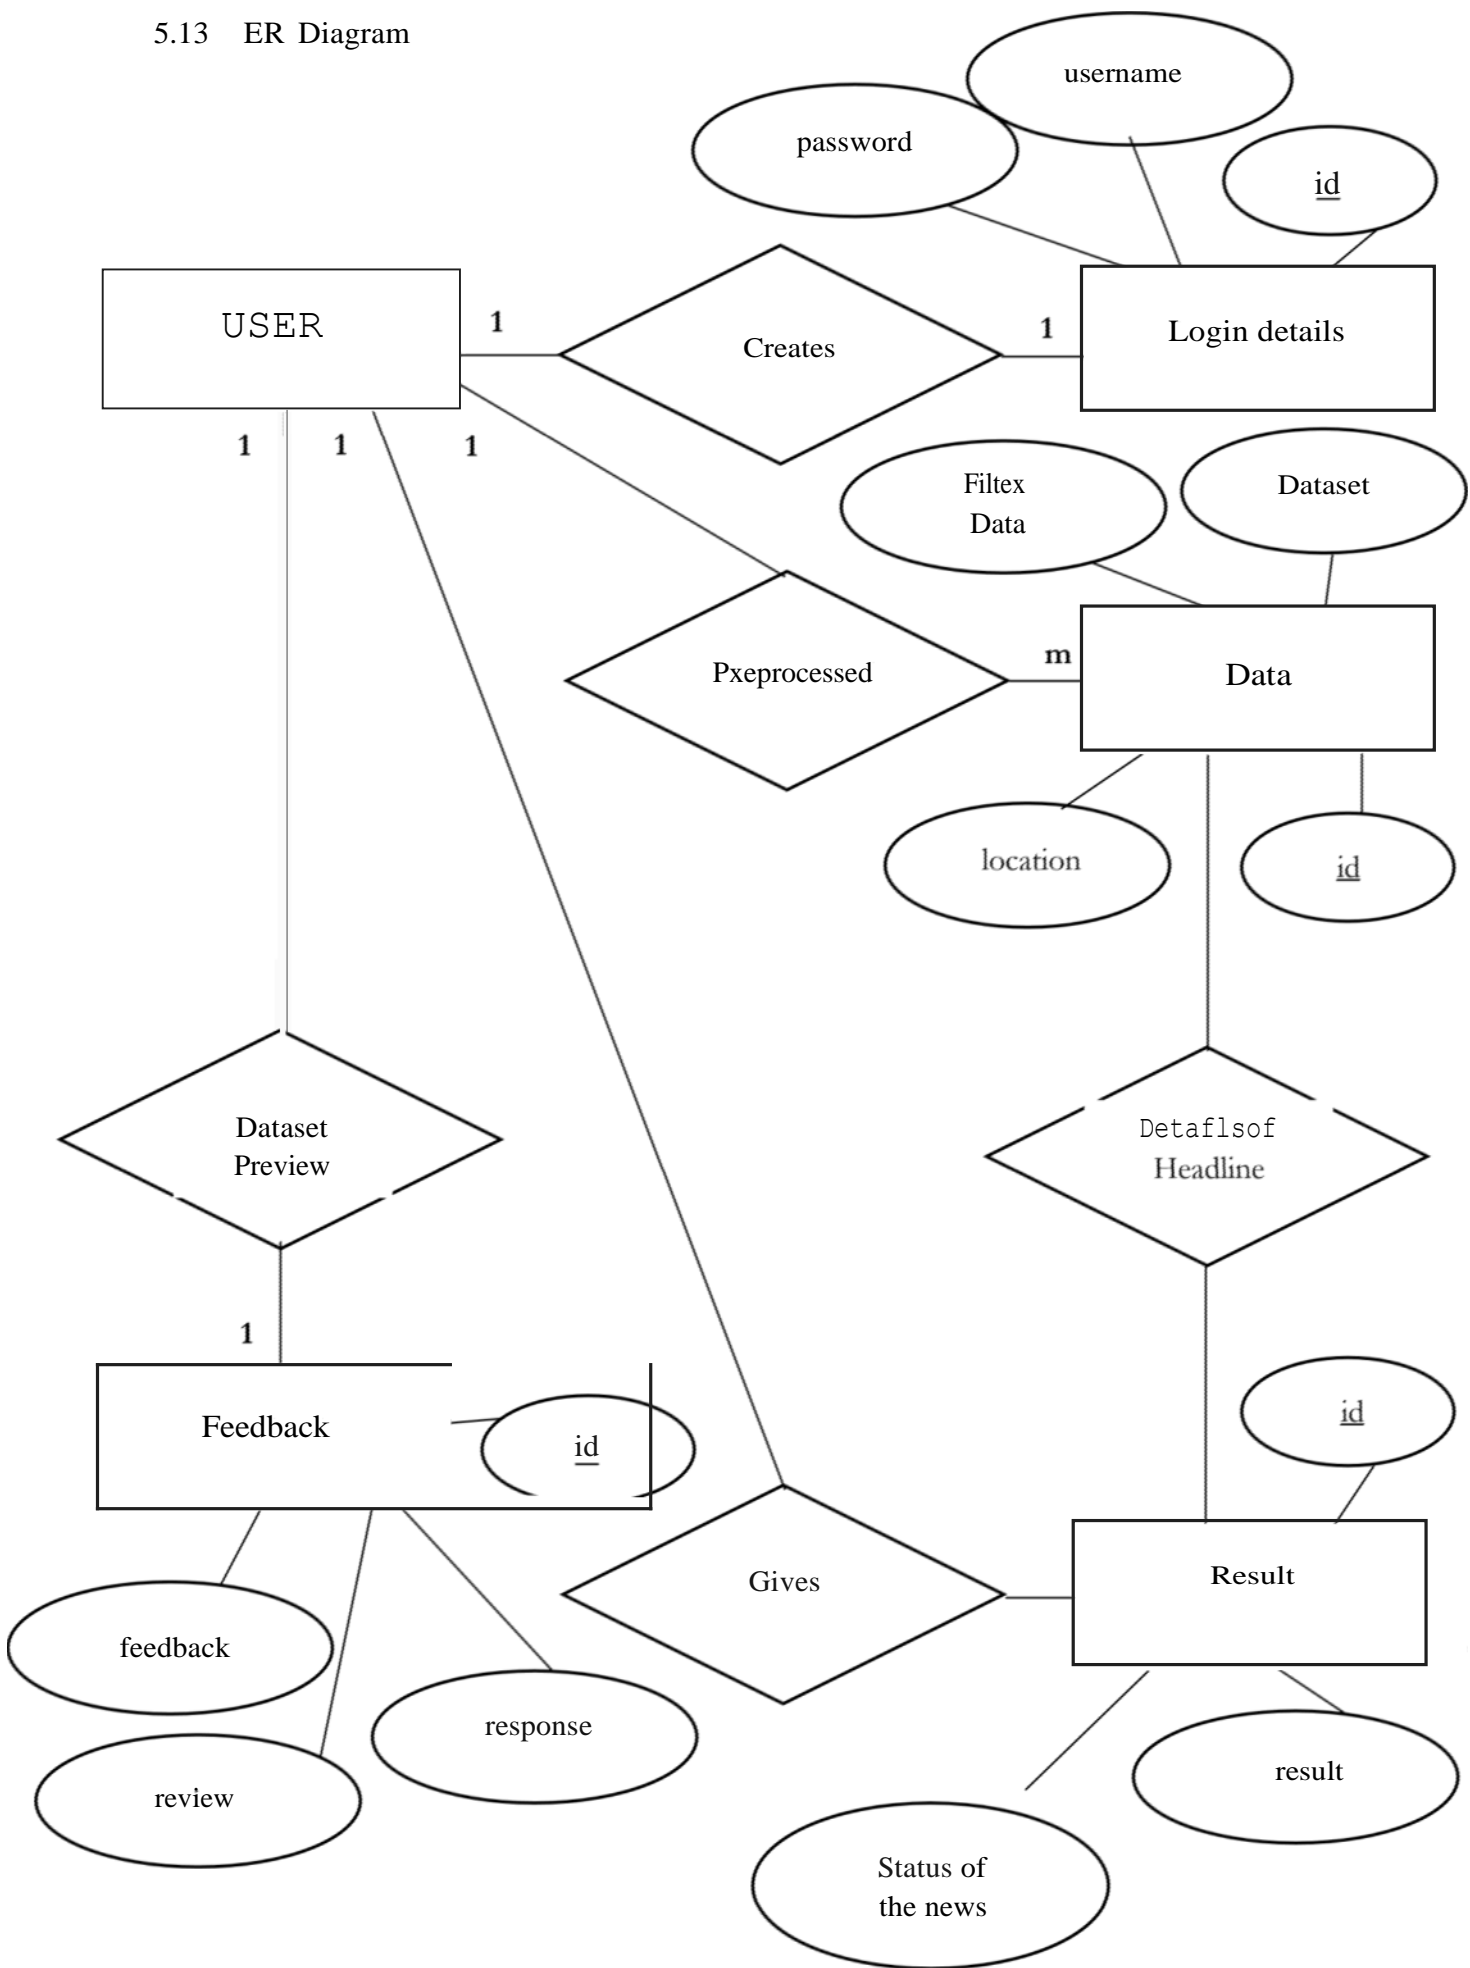 5.13 ER Diagram
username
password
id
USER
1
Creates
1
Login details
1
1
1
Filtex
Data
Dataset
Pxeprocessed
m
Data
location
id
Dataset
Preview
Detaflsof
Headline
1
Feedback
id
id
Gives
Result
feedback
response
review
result
Status of
the news